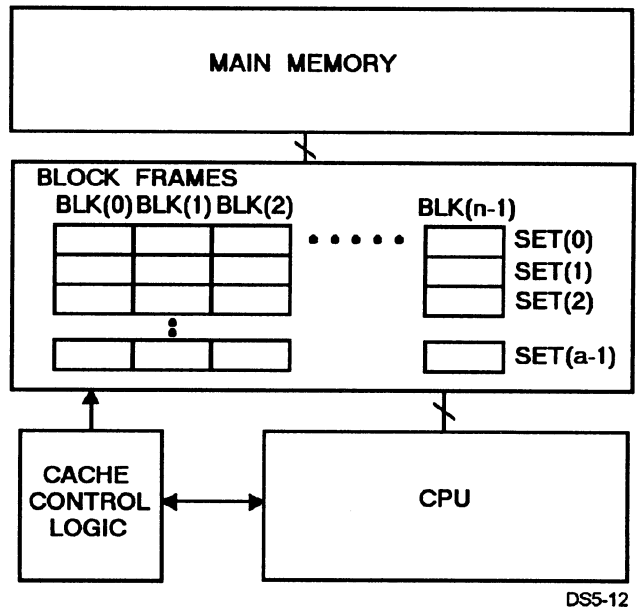 MAIN MEMORY
BLOCK FRAMES
BLK(0) BLK(1) BLK(2) BLK(n-1)
SET(0)
SET(1)
SET(2)
SET(a-1)
CACHE
CONTROL
LOGIC
CPU
DS5-12